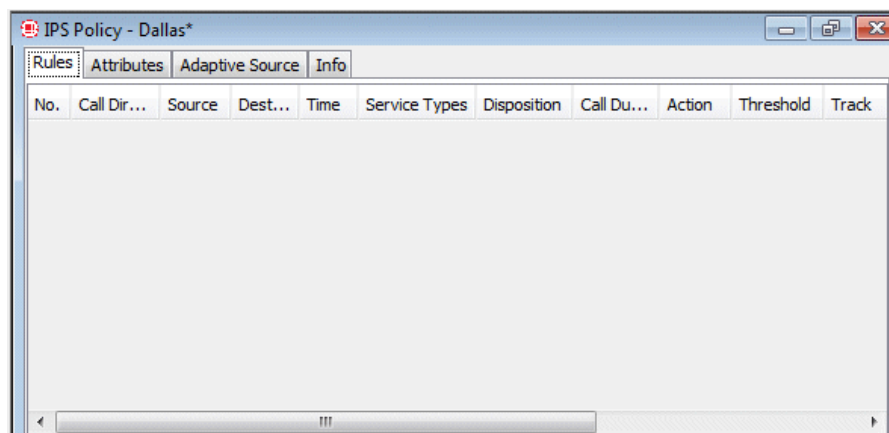 IPS Policy - Dallas*
Rules Attributes Adaptive Source Info
No. Call Dir... Source Dest... Time Service Types Disposition Call Du... Action Threshold Track